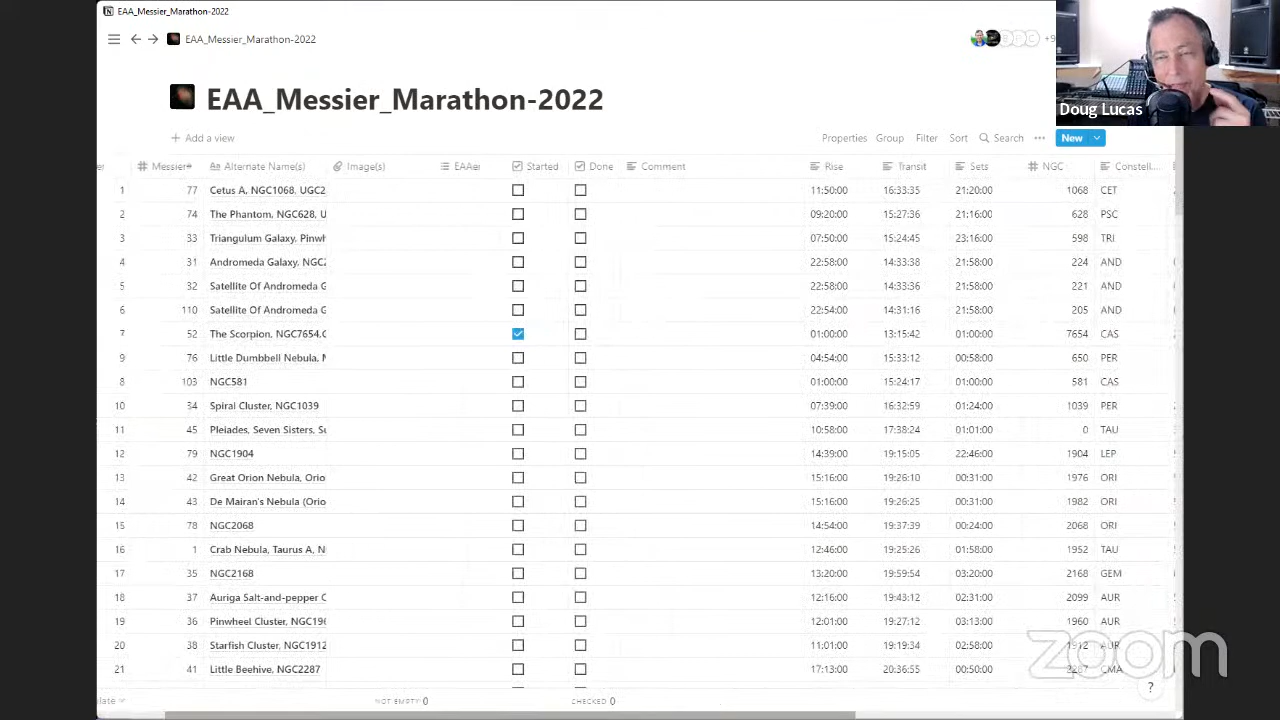 EAA_Messier_Marathon-2022
EAA_Messier_Marathon-2022 +9
EAA_Messier_Marathon-2022
Doug Lucas
Add a view Properties Group Filter Sort Search ••• New
er Messier# Alternate Name(s) Image(s) EAAer Started Done Comment Rise Transit Sets NGC Constell...
1 77 Cetus A, NGC1068, UGC2 11:50:00 16:33:35 21:20:00 1068 CET
2 74 The Phantom, NGC628, U 09:20:00 15:27:36 21:16:00 628 PSC
3 33 Triangulum Galaxy, Pinwh 07:50:00 15:24:45 23:16:00 598 TRI
4 31 Andromeda Galaxy, NGC2 22:58:00 14:33:38 21:58:00 224 AND
5 32 Satellite Of Andromeda G 22:58:00 14:33:36 21:58:00 221 AND
6 110 Satellite Of Andromeda G 22:54:00 14:31:16 21:58:00 205 AND
7 52 The Scorpion, NGC7654,C 01:00:00 13:15:42 01:00:00 7654 CAS
9 76 Little Dumbbell Nebula, N 04:54:00 15:33:12 00:58:00 650 PER
8 103 NGC581 01:00:00 15:24:17 01:00:00 581 CAS
10 34 Spiral Cluster, NGC1039 07:39:00 16:32:59 01:24:00 1039 PER
11 45 Pleiades, Seven Sisters, Su 10:58:00 17:38:24 01:01:00 0 TAU
12 79 NGC1904 14:39:00 19:15:05 22:46:00 1904 LEP
13 42 Great Orion Nebula, Orio 15:16:00 19:26:10 00:31:00 1976 ORI
14 43 De Mairan's Nebula (Orio 15:16:00 19:26:25 00:31:00 1982 ORI
15 78 NGC2068 14:54:00 19:37:39 00:24:00 2068 ORI
16 1 Crab Nebula, Taurus A, N 12:46:00 19:25:26 01:58:00 1952 TAU
17 35 NGC2168 13:20:00 19:59:54 03:20:00 2168 GEM
18 37 Auriga Salt-and-pepper C 12:16:00 19:43:12 02:31:00 2099 AUR
19 36 Pinwheel Cluster, NGC196 12:01:00 19:27:12 03:13:00 1960 AUR
20 38 Starfish Cluster, NGC1912 11:01:00 19:19:34 02:58:00 1912 AUR
21 41 Little Beehive, NGC2287 17:13:00 20:36:55 00:50:00 2287 CMA
zoom
?
late NOT EMPTY 0 CHECKED 0